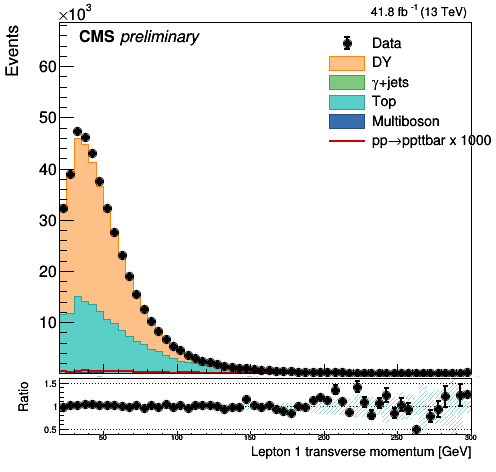 ×10³
41.8 fb⁻¹ (13 TeV)
CMS preliminary
Events
60
50
40
30
20
10
Data
DY
γ+jets
Top
Multiboson
pp→ppttbar x 1000
Ratio
1.5
1
0.5
50
100
150
200
250
300
Lepton 1 transverse momentum [GeV]